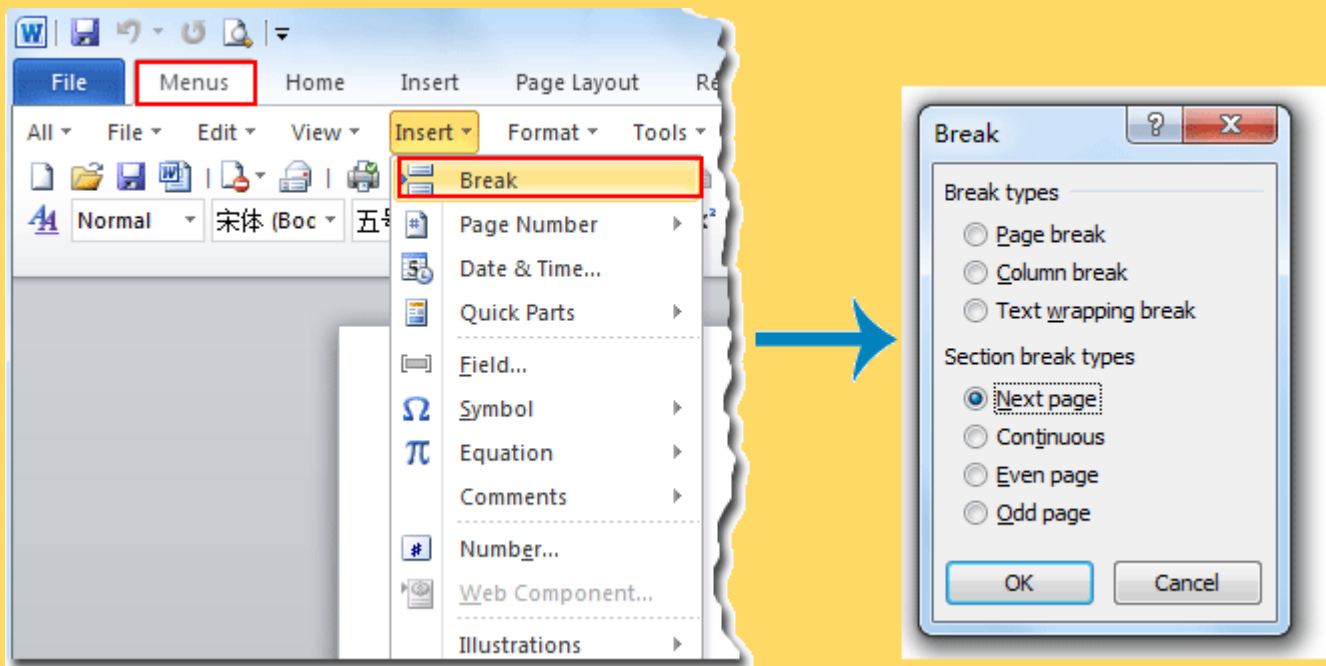 File Menus Home Insert Page Layout
All File Edit View Insert Format Tools
Normal 宋体 (Boc
Break
Page Number
Date & Time...
Quick Parts
Field...
Symbol
Equation
Comments
Number...
Web Component...
Illustrations
Break
Break types
Page break
Column break
Text wrapping break
Section break types
Next page
Continuous
Even page
Odd page
OK Cancel